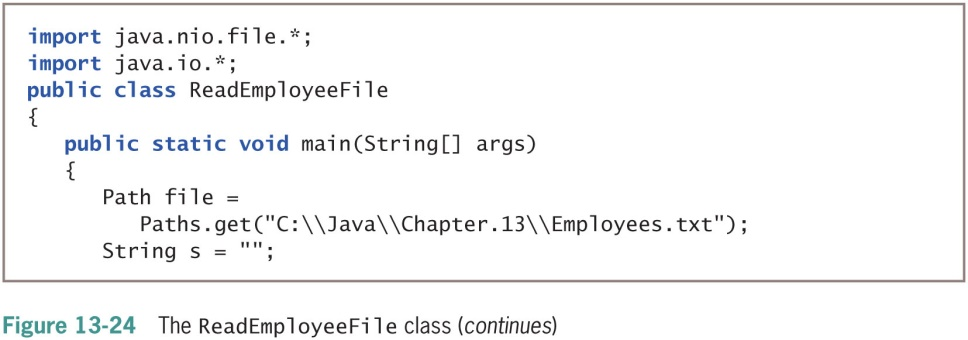 import java.nio.file.*;
import java.io.*;
public class ReadEmployeeFile
{
   public static void main(String[] args)
   {
      Path file =
         Paths.get("C:\\Java\\Chapter.13\\Employees.txt");
      String s = "";
Figure 13-24 The ReadEmployeeFile class (continues)